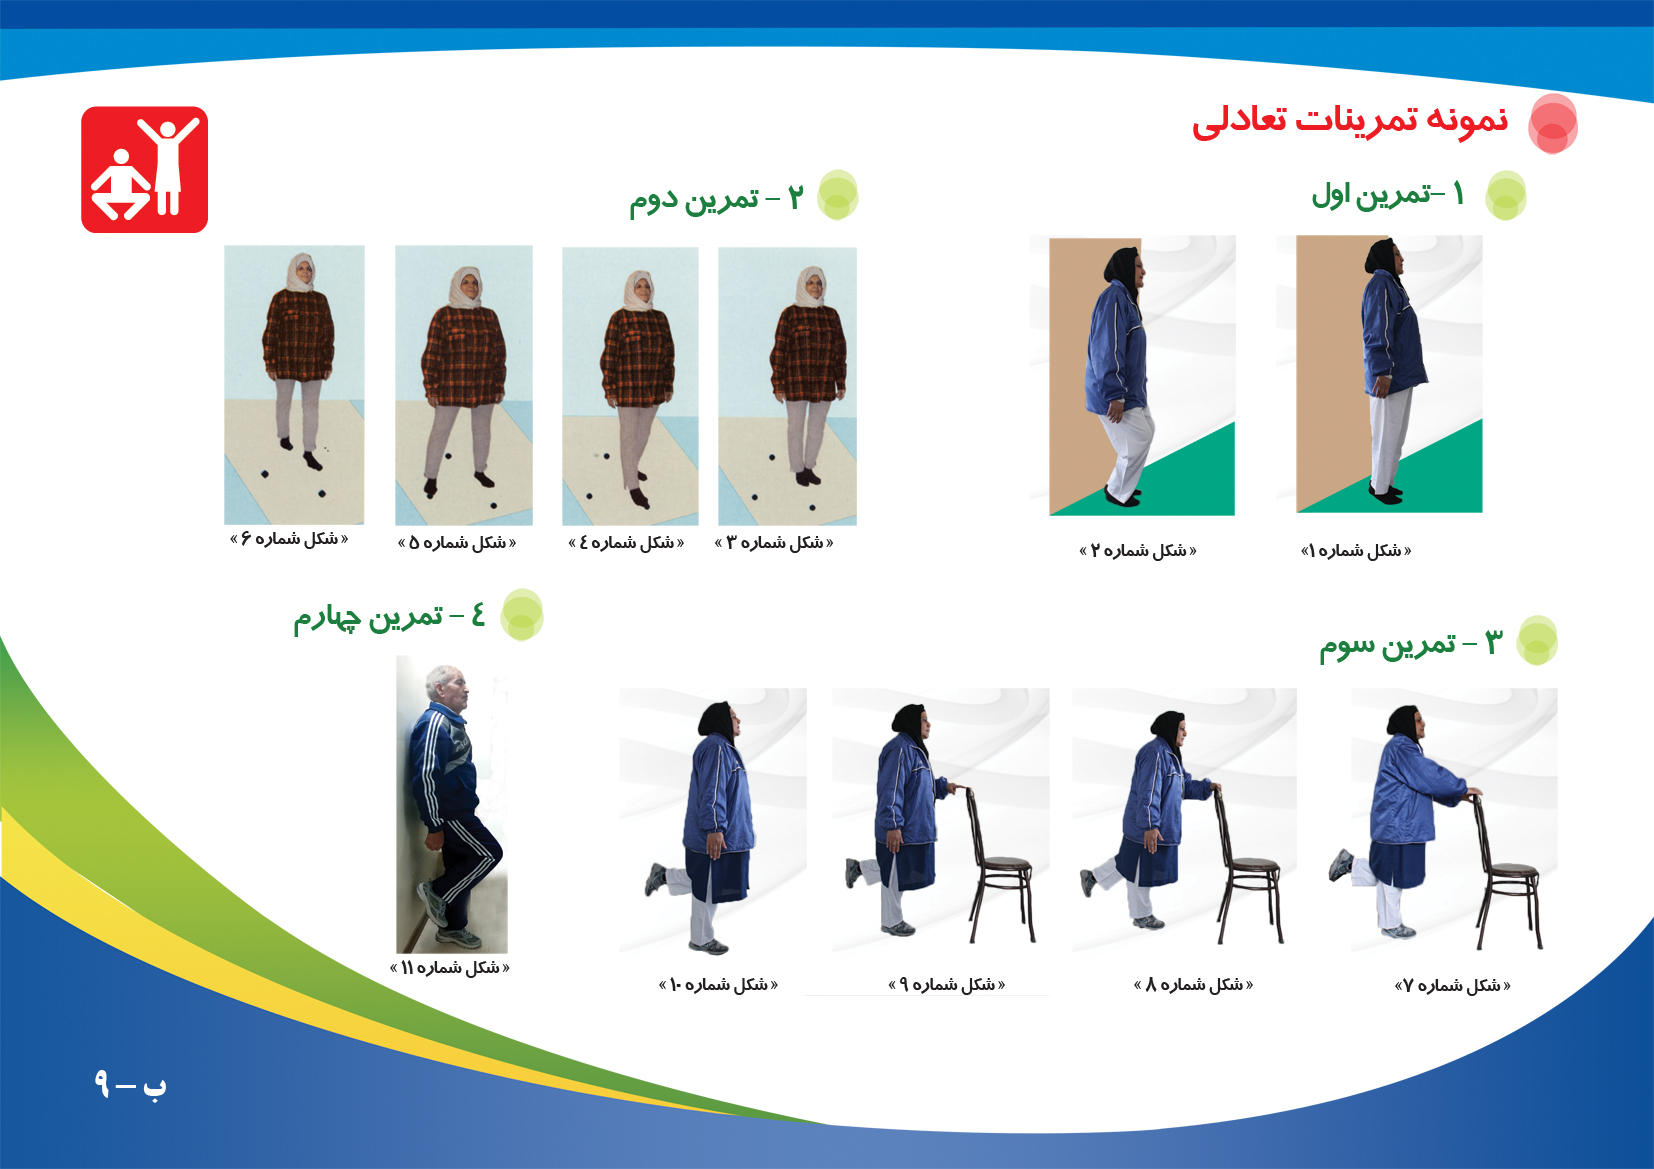 نمونه تمرینات تعادلی
۱ –تمرین اول
« شکل شماره ۱»
« شکل شماره ۲ »
۲ – تمرین دوم
« شکل شماره ۳ »
« شکل شماره ٤ »
« شکل شماره ۵ »
« شکل شماره ۶ »
۳ – تمرین سوم
« شکل شماره ۷»
« شکل شماره ۸ »
« شکل شماره ۹ »
« شکل شماره ۱۰ »
٤ – تمرین چهارم
« شکل شماره ۱۱ »
ب – ۹